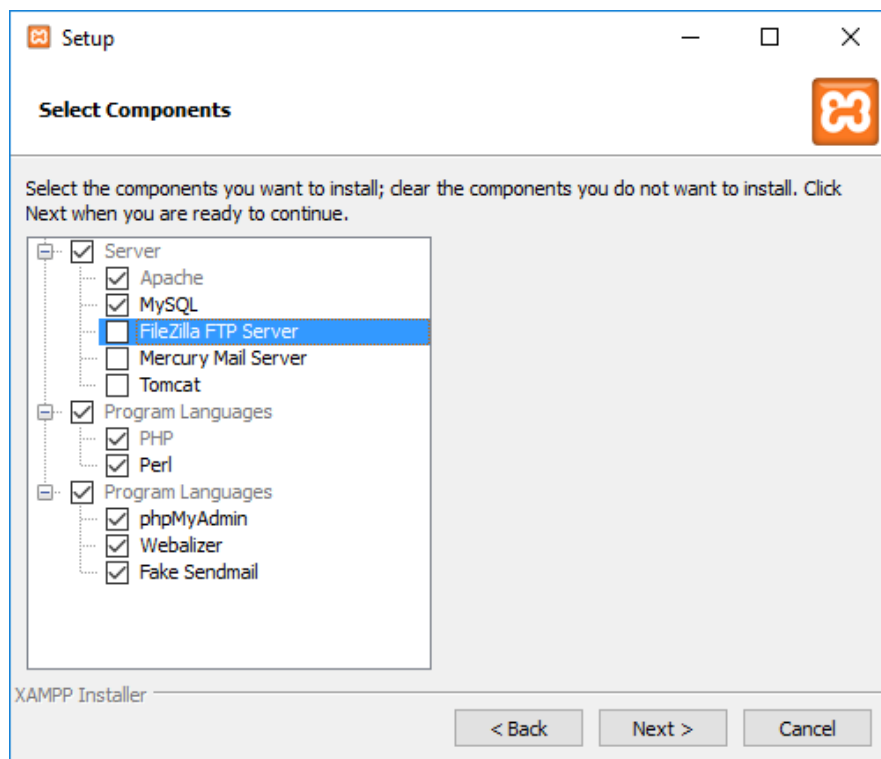 Setup
Select Components
Select the components you want to install; clear the components you do not want to install. Click
Next when you are ready to continue.
Server
Apache
MySQL
FileZilla FTP Server
Mercury Mail Server
Tomcat
Program Languages
PHP
Perl
Program Languages
phpMyAdmin
Webalizer
Fake Sendmail
XAMPP Installer
< Back Next > Cancel